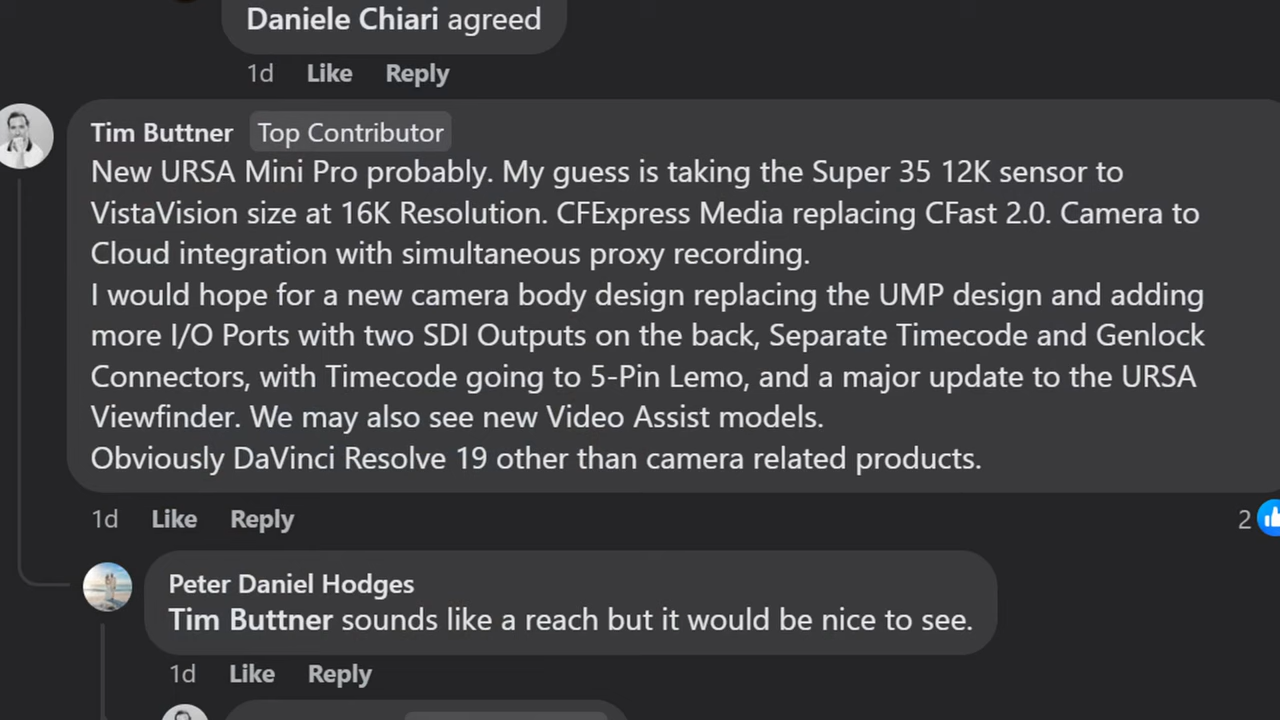 Daniele Chiari agreed
1d Like Reply
Tim Buttner Top Contributor
New URSA Mini Pro probably. My guess is taking the Super 35 12K sensor to
VistaVision size at 16K Resolution. CFExpress Media replacing CFast 2.0. Camera to
Cloud integration with simultaneous proxy recording.
I would hope for a new camera body design replacing the UMP design and adding
more I/O Ports with two SDI Outputs on the back, Separate Timecode and Genlock
Connectors, with Timecode going to 5-Pin Lemo, and a major update to the URSA
Viewfinder. We may also see new Video Assist models.
Obviously DaVinci Resolve 19 other than camera related products.
1d Like Reply 2
Peter Daniel Hodges
Tim Buttner sounds like a reach but it would be nice to see.
1d Like Reply